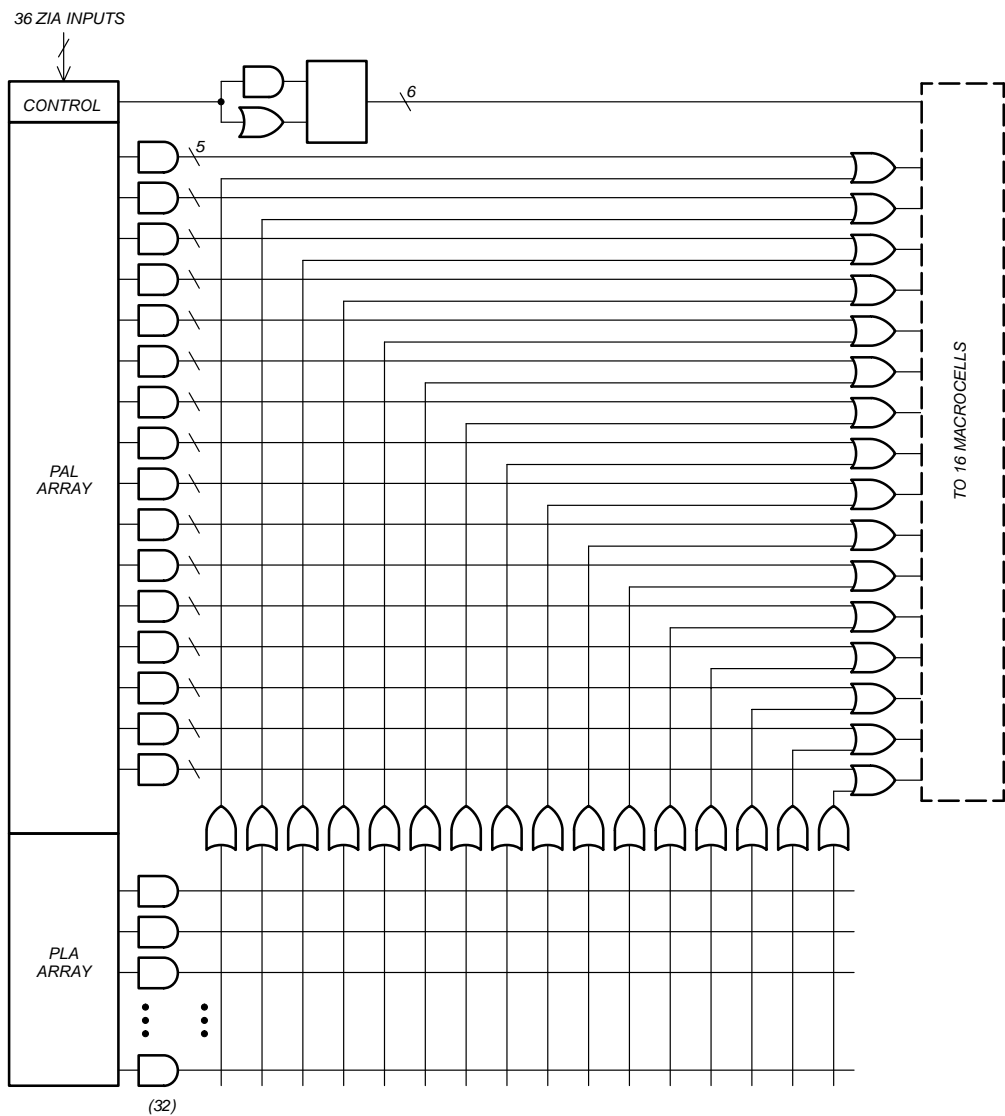 36 ZIA INPUTS
CONTROL
6
5
PAL
ARRAY
TO 16 MACROCELLS
PLA
ARRAY
(32)